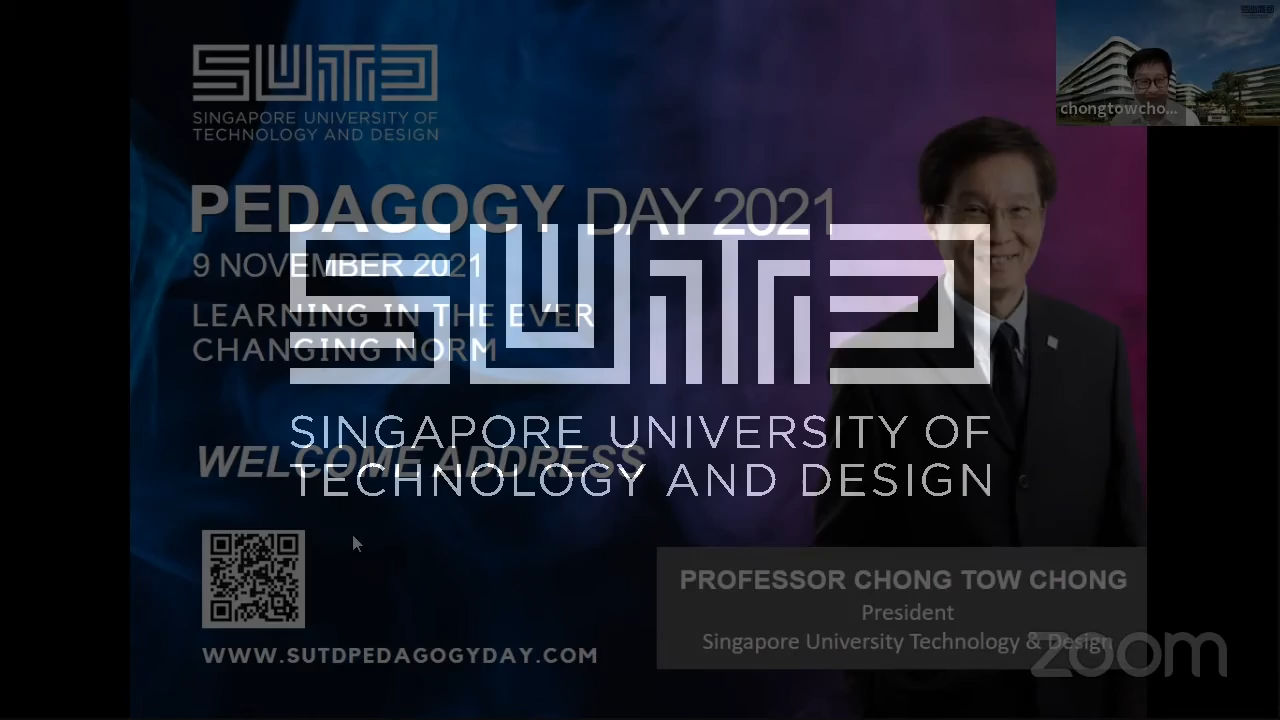 SUTD
SINGAPORE UNIVERSITY OF
TECHNOLOGY AND DESIGN
chongtowcho...
PEDAGOGY DAY 2021
9 NOVEMBER 2021
LEARNING IN THE EVER
CHANGING NORM
SUTD
SINGAPORE UNIVERSITY OF
TECHNOLOGY AND DESIGN
WELCOME ADDRESS
PROFESSOR CHONG TOW CHONG
President
Singapore University Technology & Design
WWW.SUTDPEDAGOGYDAY.COM
zoom